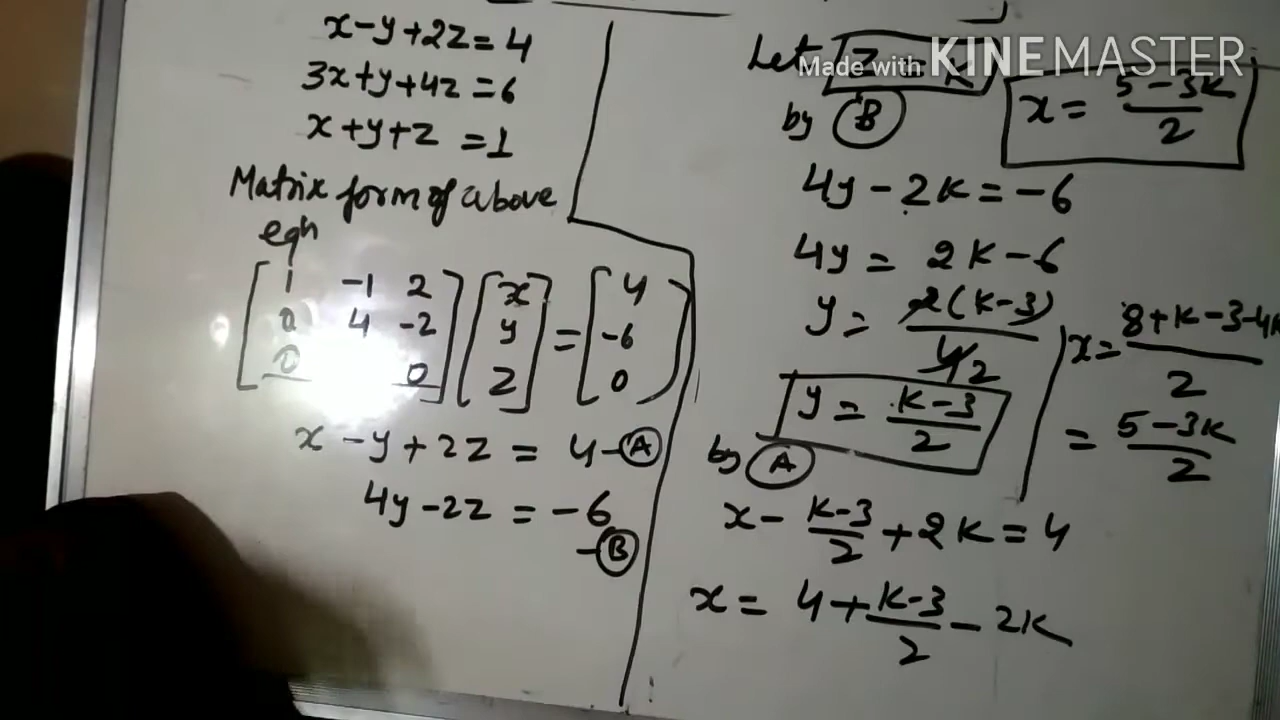 x-y+2z=4
3x+y+4z=6
x+y+z=1
Matrix form of above
eqn
[1 -1 2] [x] = [4]
[0 4 -2] [y] = [-6]
[0 0] [z] = [0]
x-y+2z=4-Ⓐ
4y-2z=-6
-Ⓑ
Let z=k
Made with KINEMASTER
by Ⓑ
x=(5-3k)/2
4y-2k=-6
4y=2k-6
y=2(k-3)/4 2
y=(k-3)/2
by Ⓐ
x-(k-3)/2+2k=4
x=4+(k-3)/2-2k
x=(8+k-3-4k)/2
=(5-3k)/2